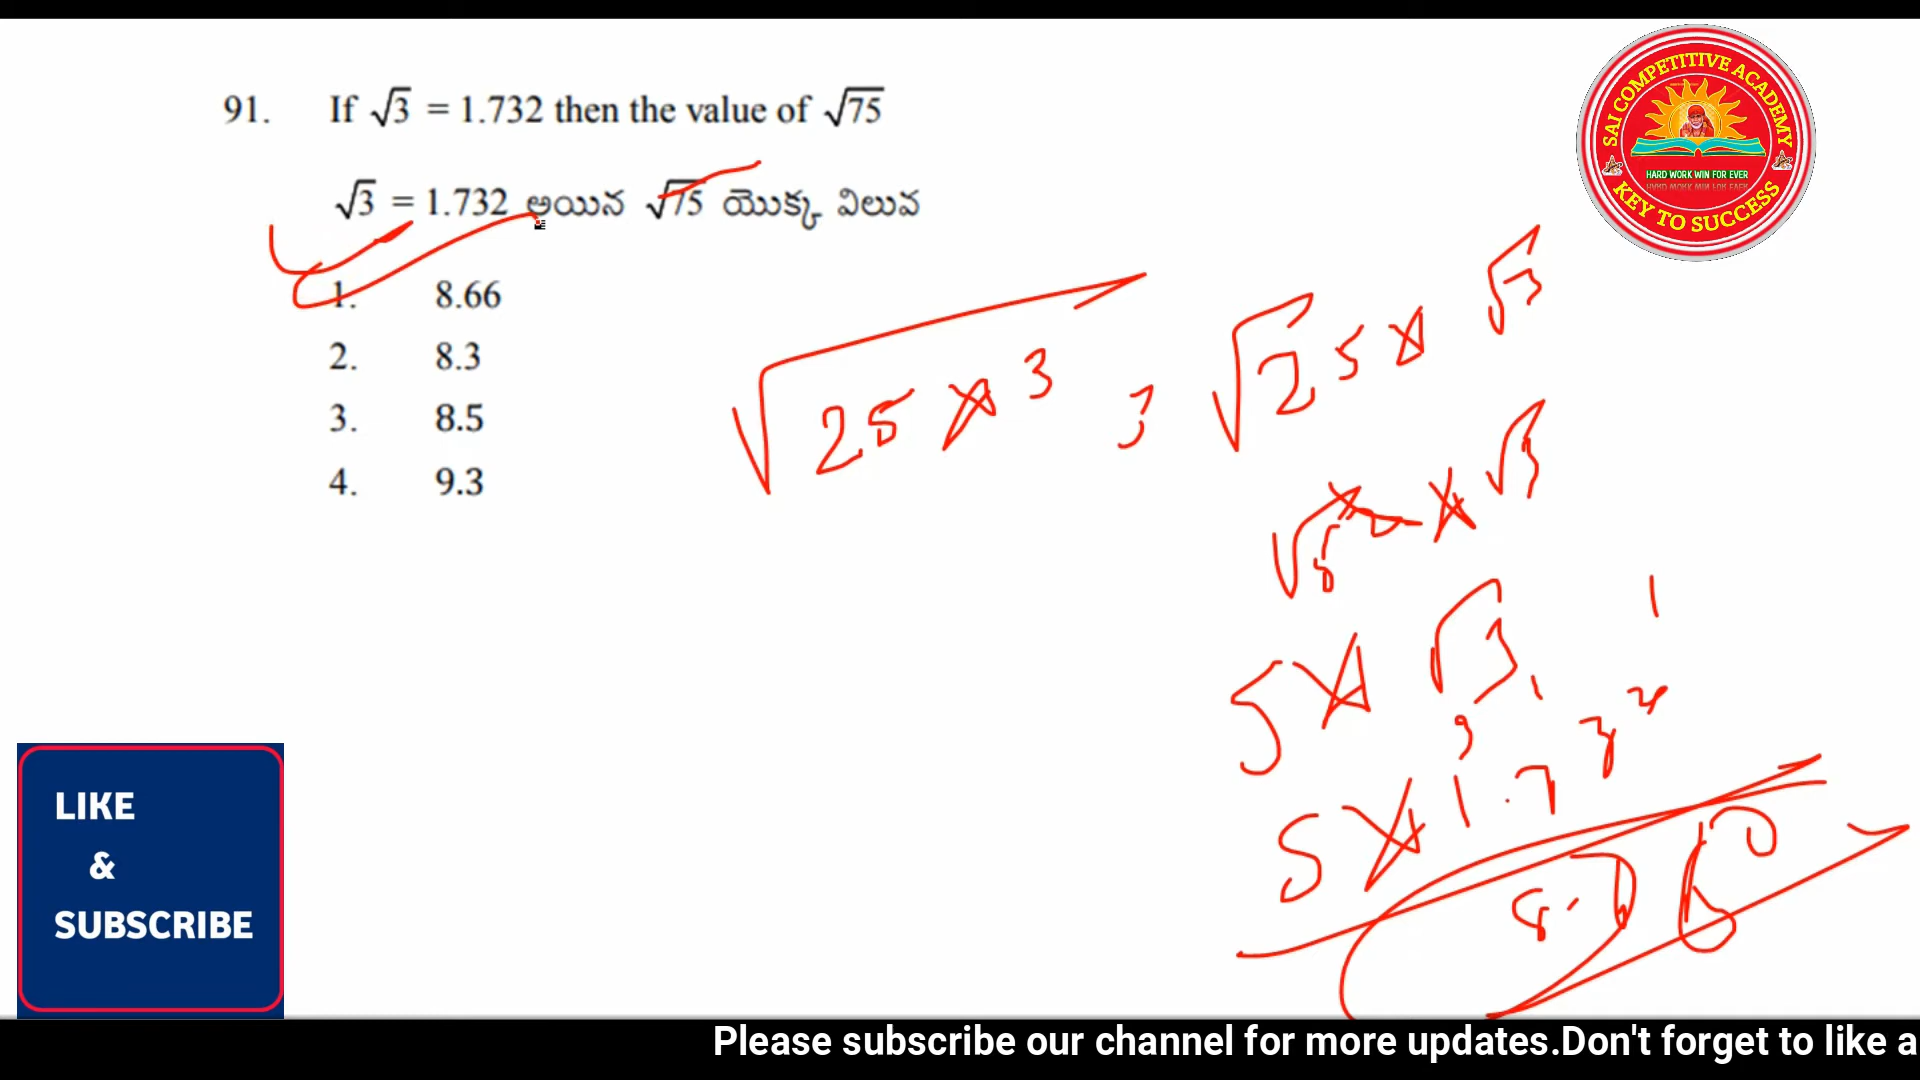 91. If √3 = 1.732 then the value of √75
√3 = 1.732 అయిన √75 యొక్క విలువ
1. 8.66
2. 8.3
3. 8.5
4. 9.3
√25 × 3 = √25 × √3
√5² × √3
5 × √3
5 × 1.732
SAI COMPETITIVE ACADEMY
HARD WORK WIN FOR EVER
KEY TO SUCCESS
LIKE
&
SUBSCRIBE
Please subscribe our channel for more updates.Don't forget to like a